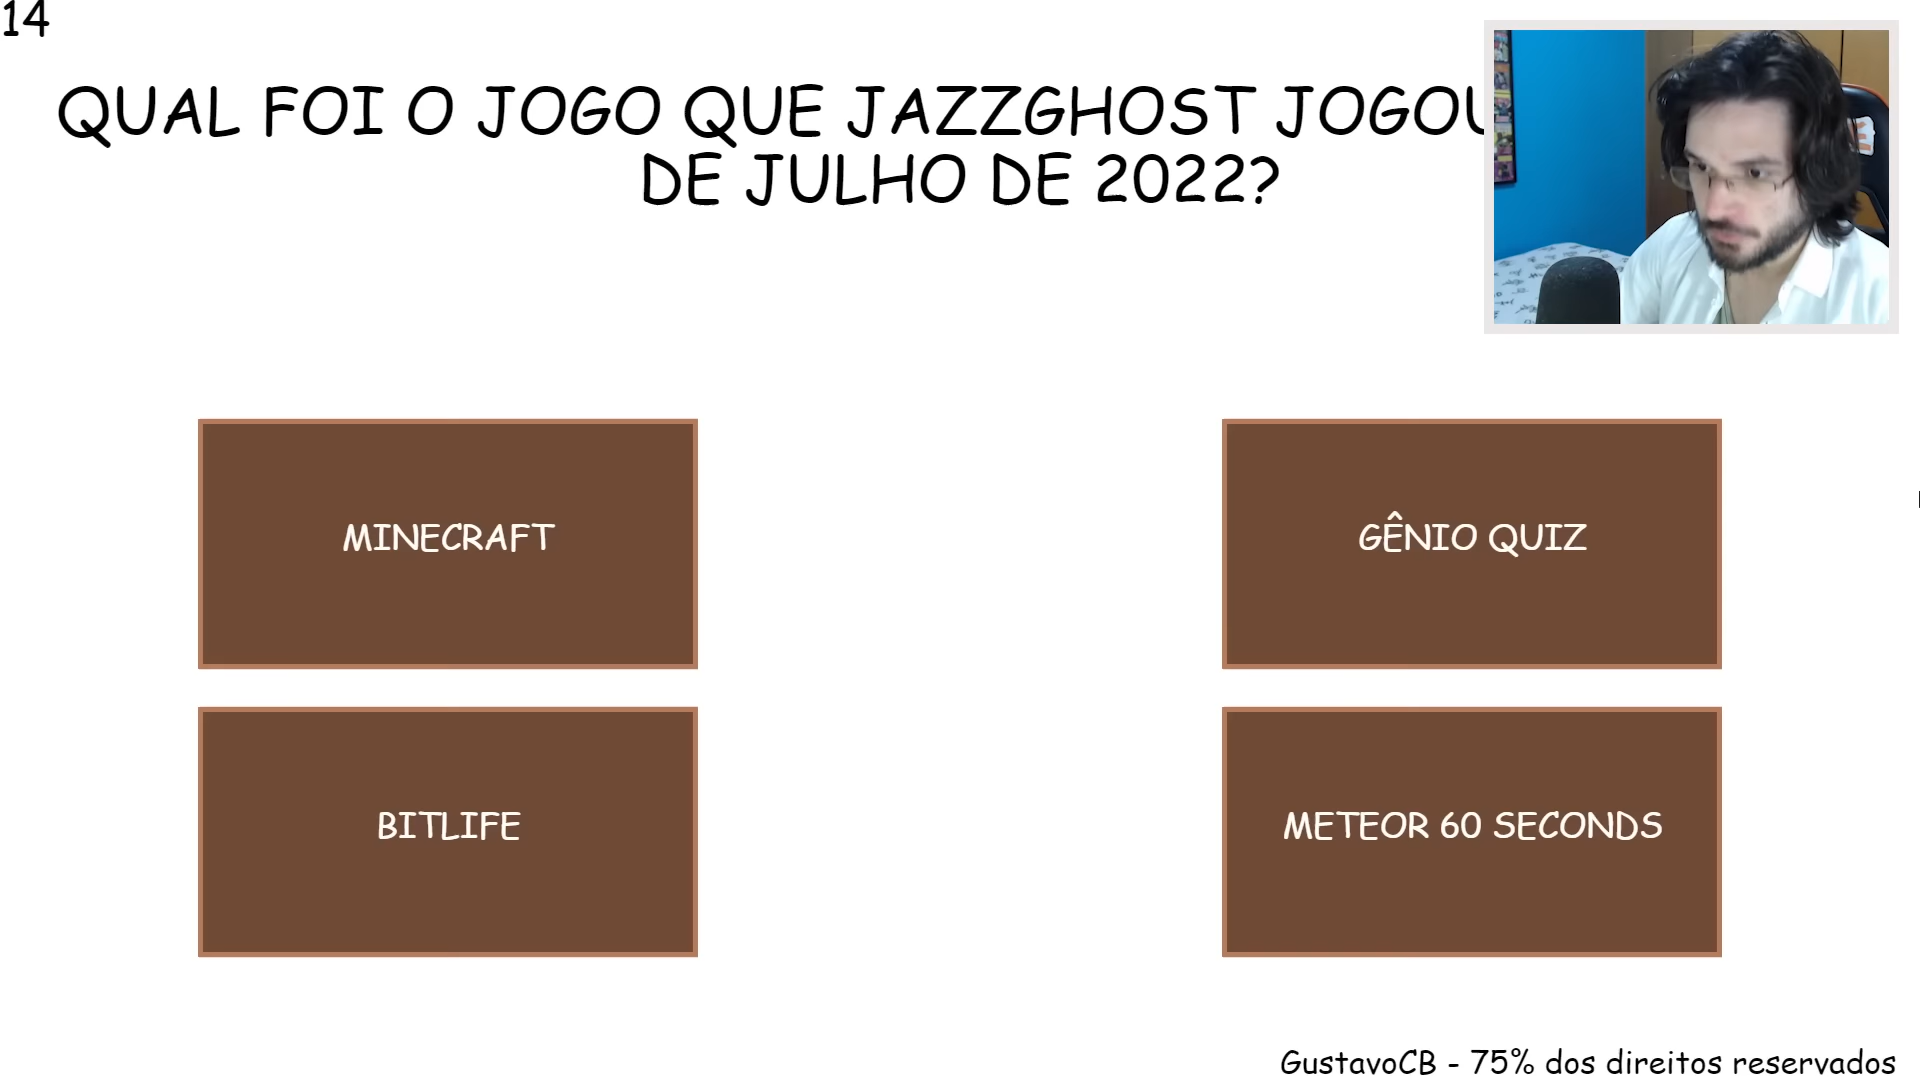 14
QUAL FOI O JOGO QUE JAZZGHOST JOGOU
DE JULHO DE 2022?
MINECRAFT
GÊNIO QUIZ
BITLIFE
METEOR 60 SECONDS
GustavoCB - 75% dos direitos reservados